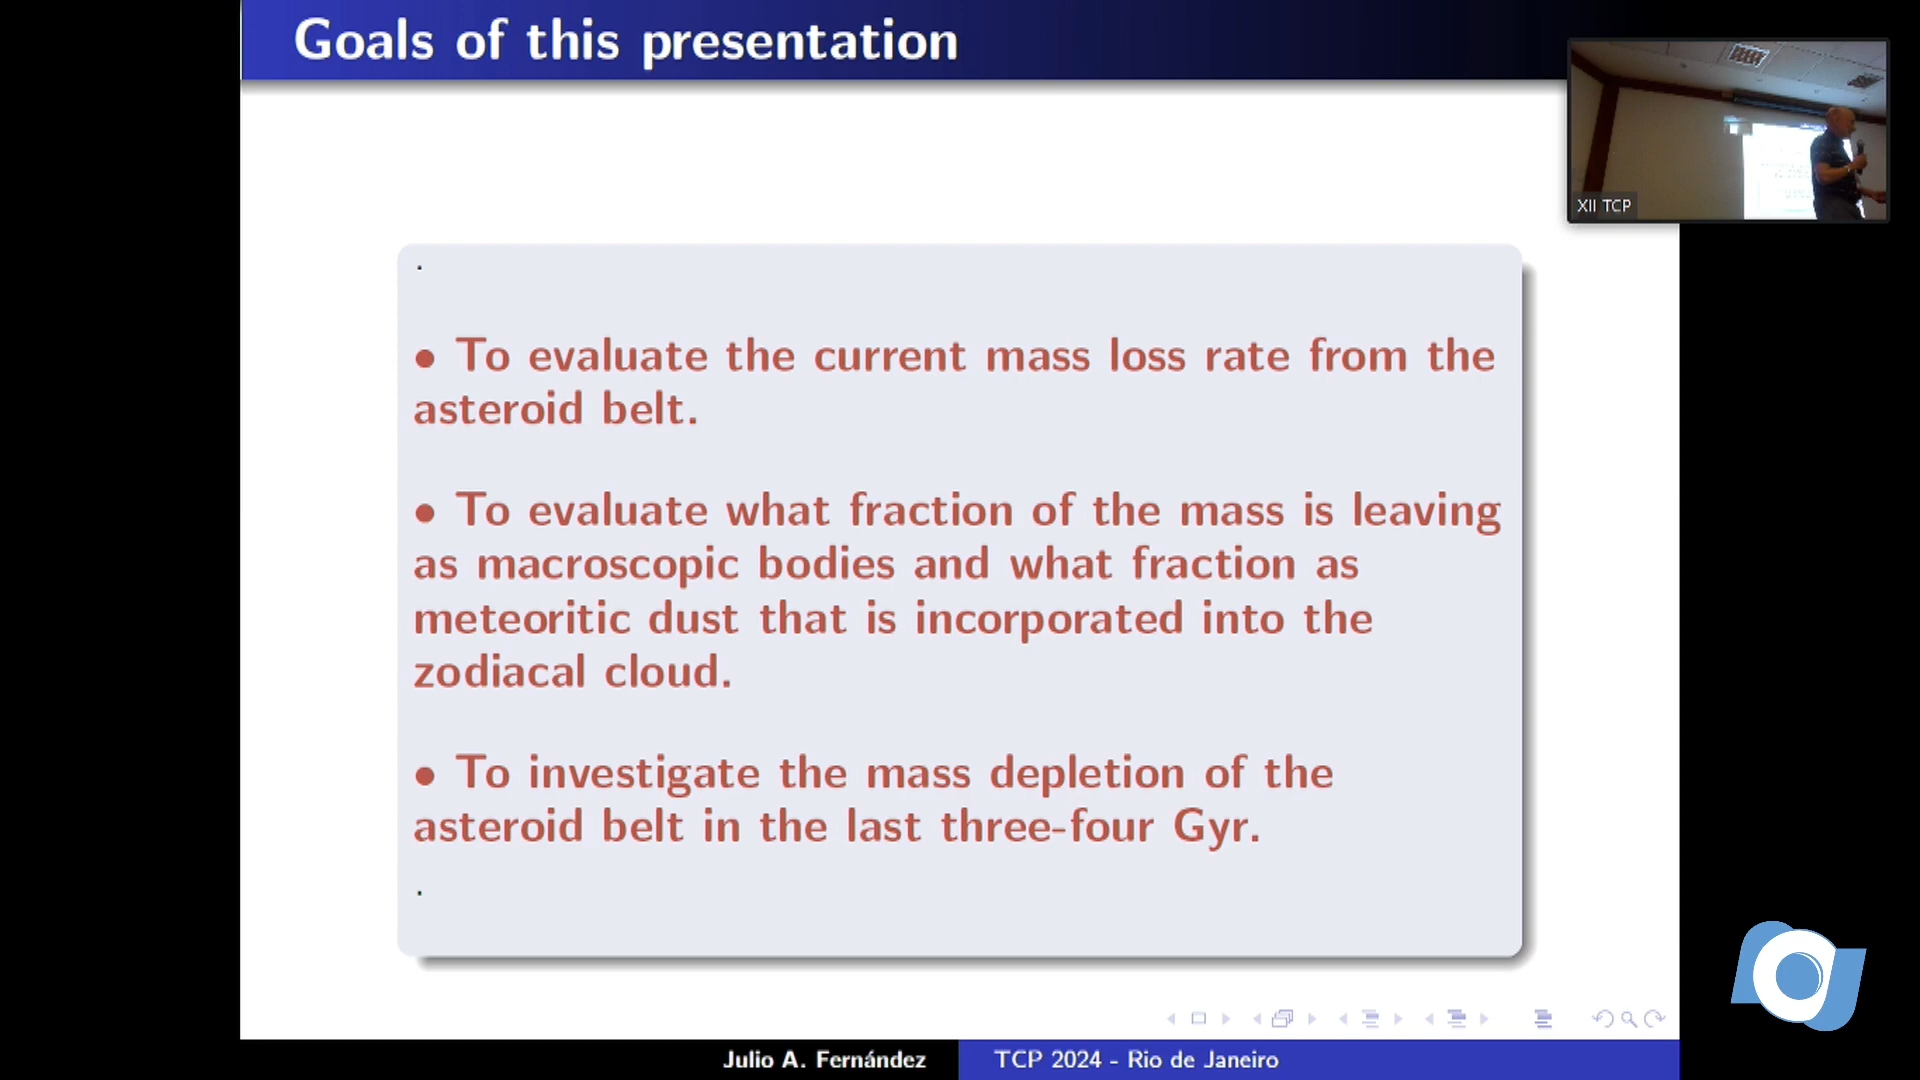 Goals of this presentation
XII TCP
.
• To evaluate the current mass loss rate from the
asteroid belt.
• To evaluate what fraction of the mass is leaving
as macroscopic bodies and what fraction as
meteoritic dust that is incorporated into the
zodiacal cloud.
• To investigate the mass depletion of the
asteroid belt in the last three-four Gyr.
.
Julio A. Fernández
TCP 2024 - Rio de Janeiro